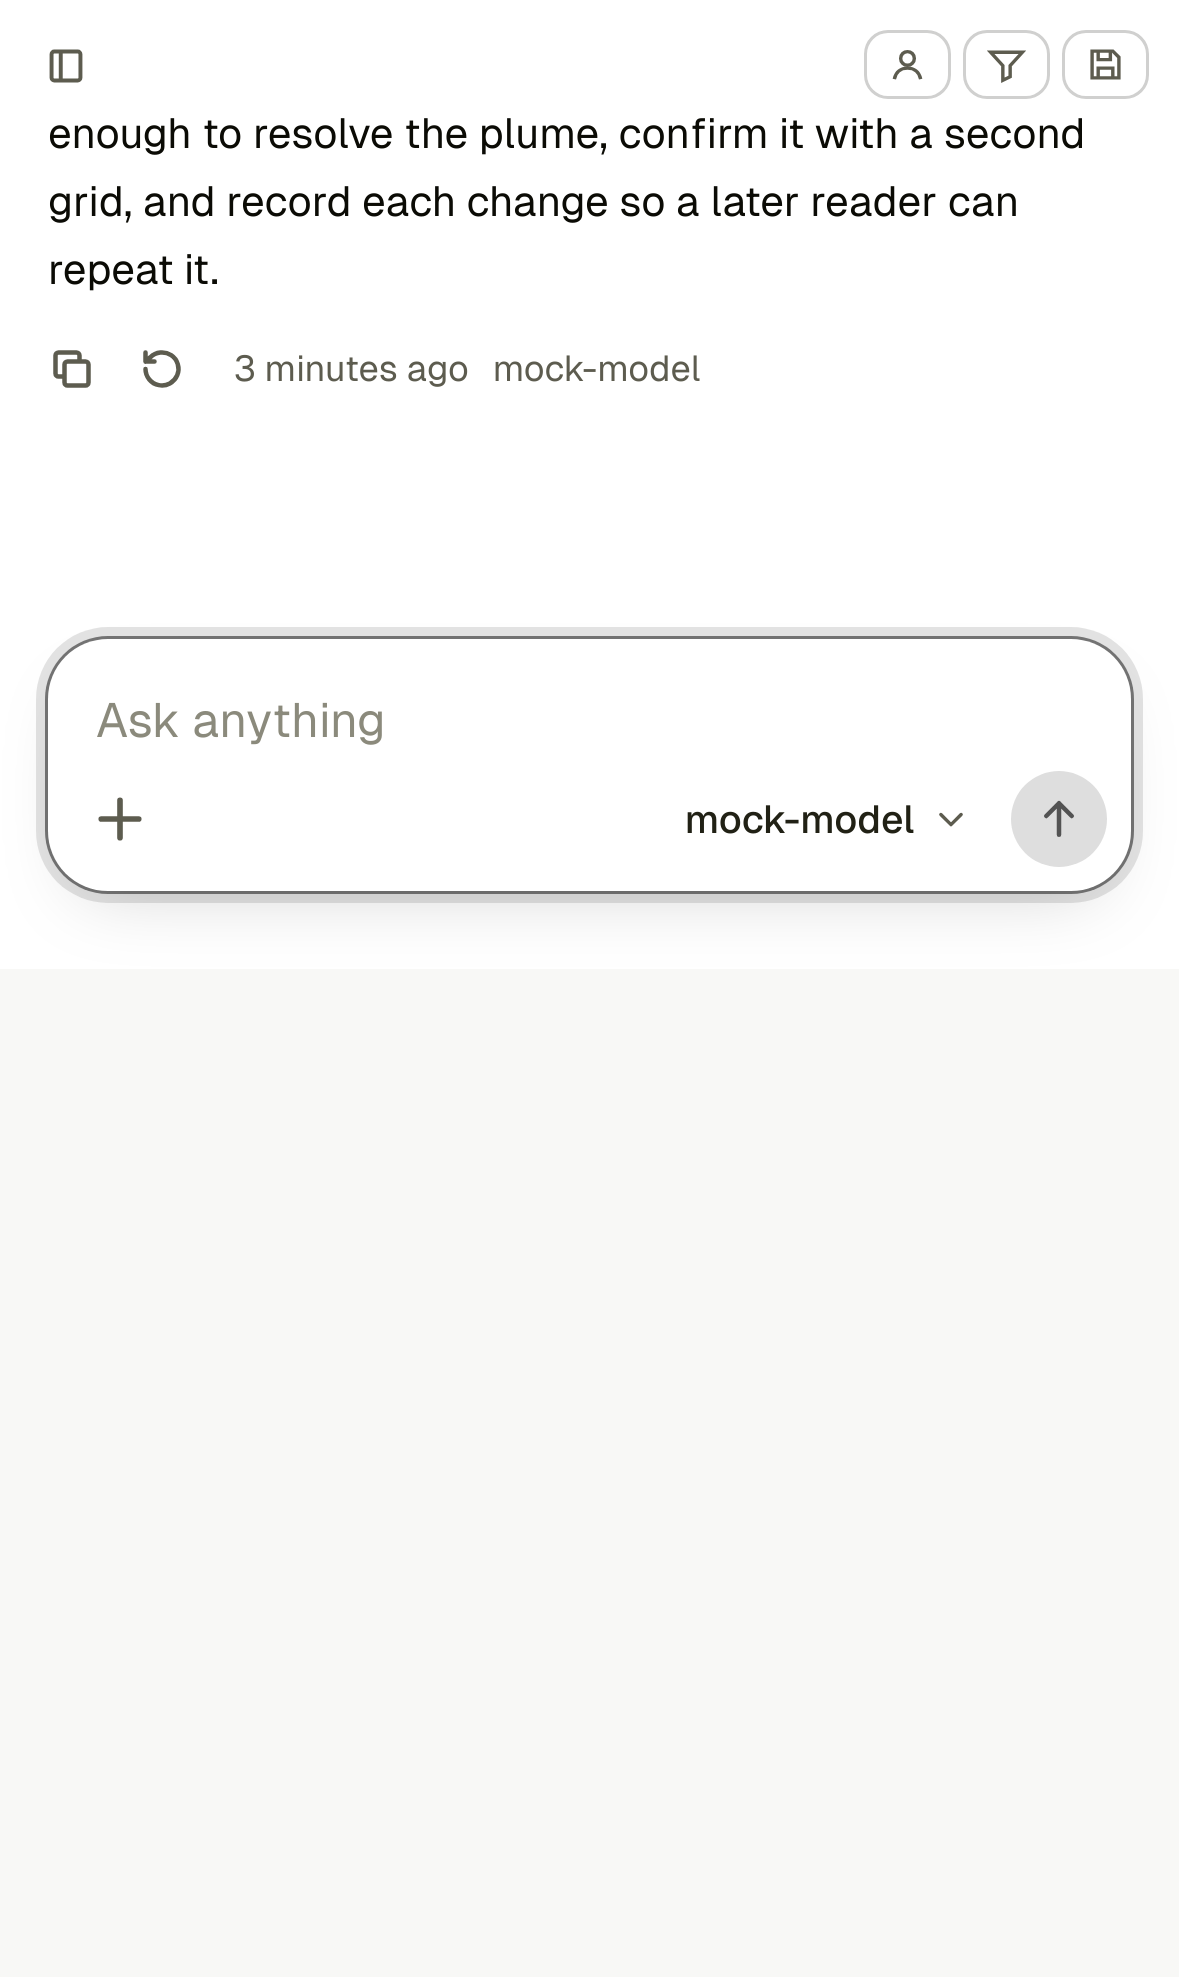 enough to resolve the plume, confirm it with a second
grid, and record each change so a later reader can
repeat it.
3 minutes ago mock-model
Ask anything
mock-model